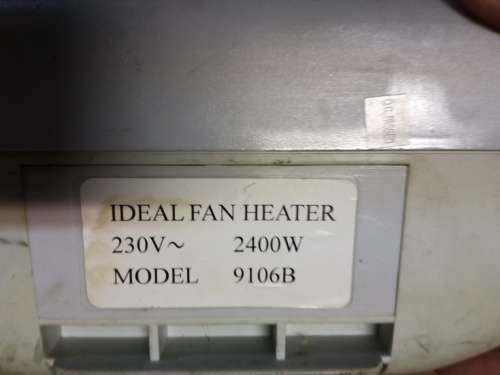 IDEAL FAN HEATER
230V~ 2400W
MODEL 9106B